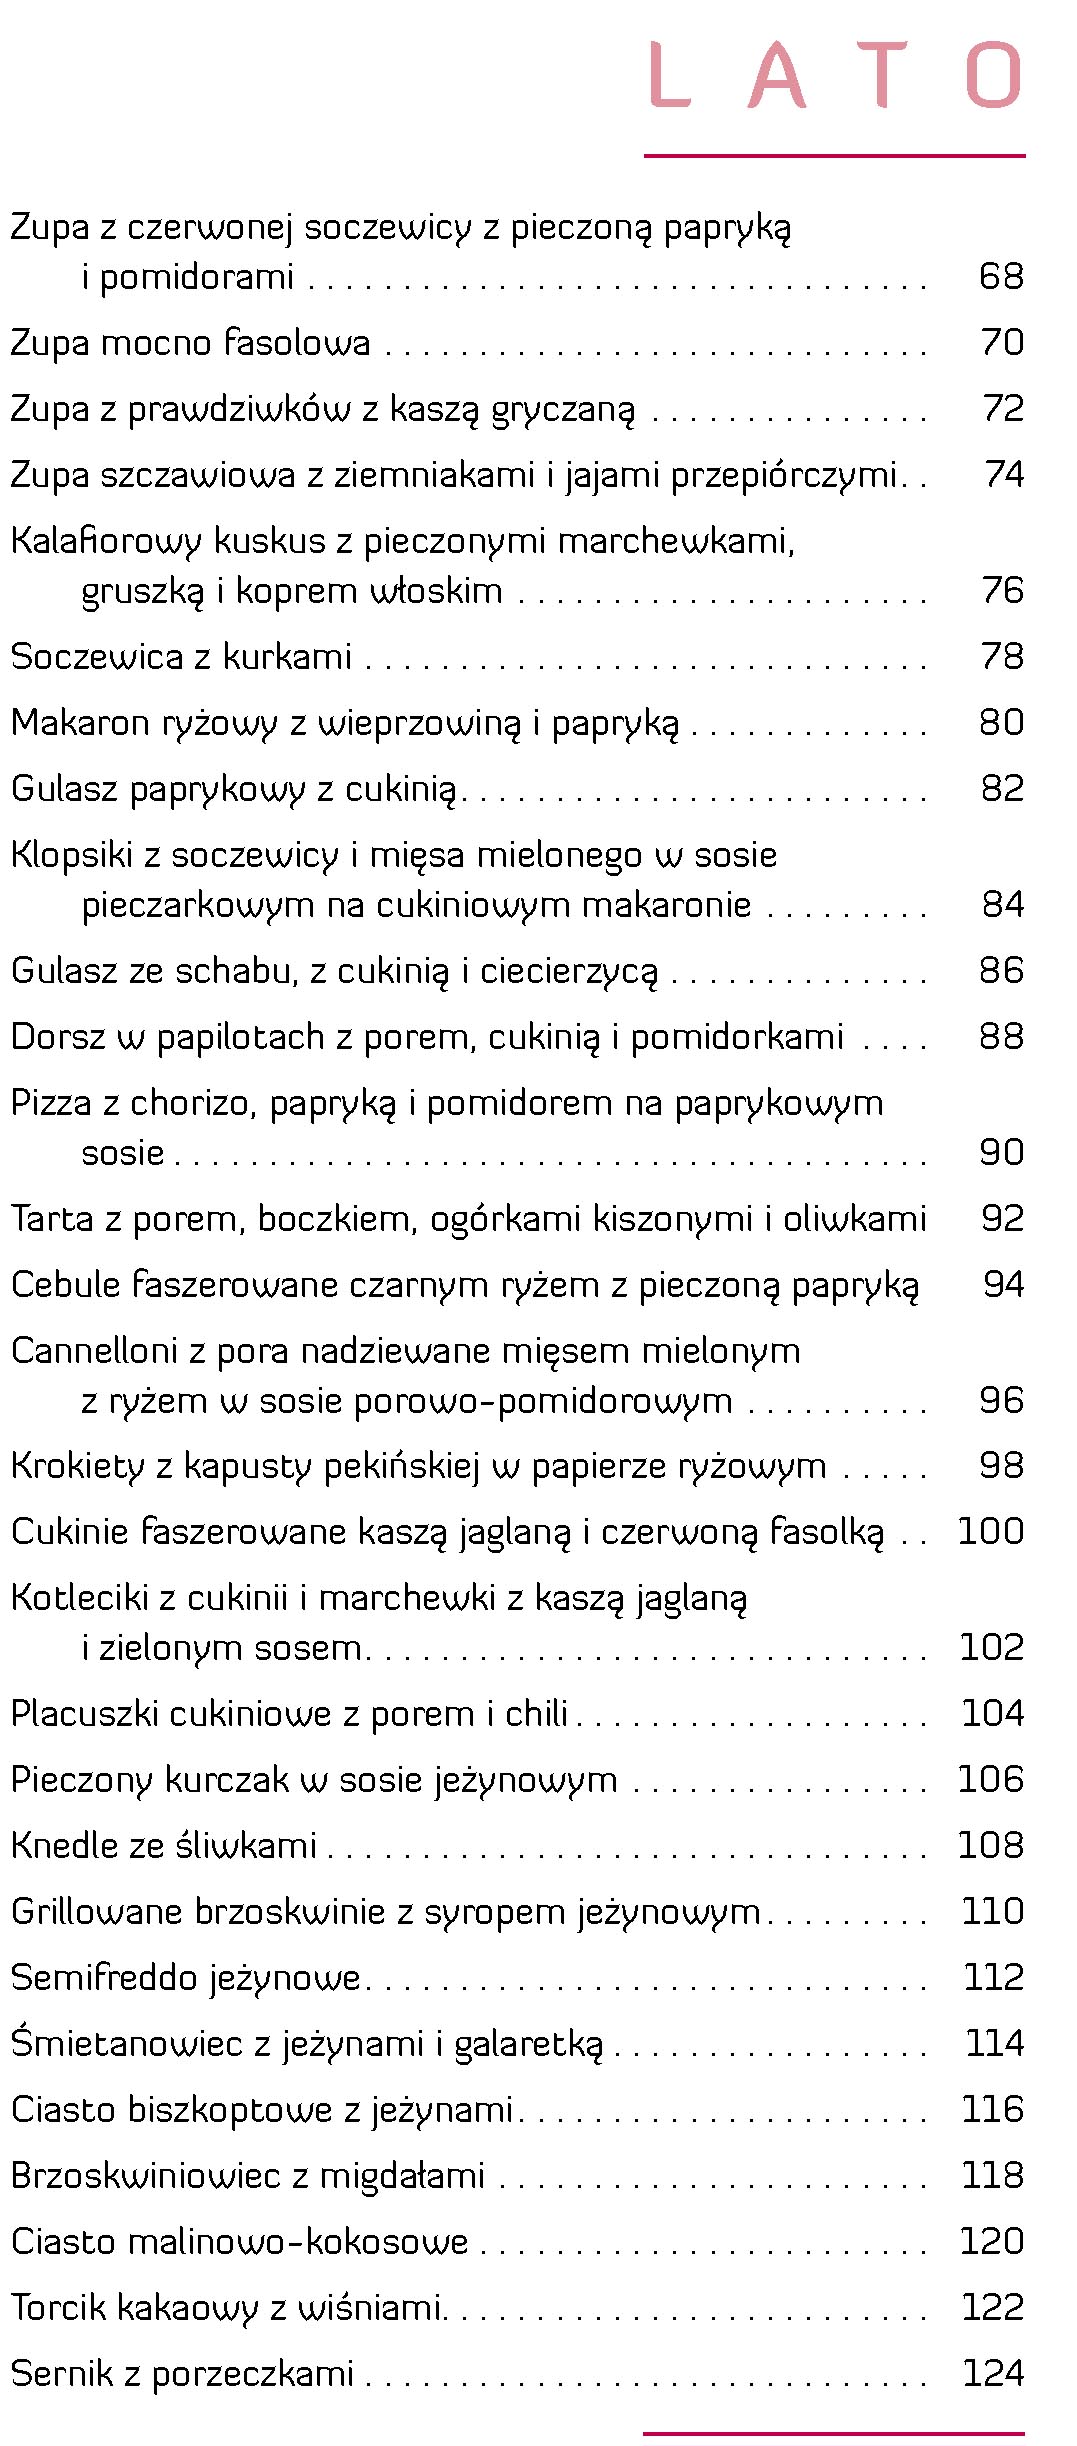 LATO
Zupa z czerwonej soczewicy z pieczoną papryką
i pomidorami . . . . . . . . . . . . . . . . . . . . . . . . . . . . . . . . . 68
Zupa mocno fasolowa . . . . . . . . . . . . . . . . . . . . . . . . . . . . . 70
Zupa z prawdziwków z kaszą gryczaną . . . . . . . . . . . . . . . 72
Zupa szczawiowa z ziemniakami i jajami przepiórczymi. . 74
Kalafiorowy kuskus z pieczonymi marchewkami,
gruszką i koprem włoskim . . . . . . . . . . . . . . . . . . . . . . 76
Soczewica z kurkami . . . . . . . . . . . . . . . . . . . . . . . . . . . . . . 78
Makaron ryżowy z wieprzowiną i papryką . . . . . . . . . . . . . 80
Gulasz paprykowy z cukinią. . . . . . . . . . . . . . . . . . . . . . . . . 82
Klopsiki z soczewicy i mięsa mielonego w sosie
pieczarkowym na cukiniowym makaronie . . . . . . . . . 84
Gulasz ze schabu, z cukinią i ciecierzycą . . . . . . . . . . . . . . 86
Dorsz w papilotach z porem, cukinią i pomidorkami . . . . 88
Pizza z chorizo, papryką i pomidorem na paprykowym
sosie . . . . . . . . . . . . . . . . . . . . . . . . . . . . . . . . . . . . . . . . 90
Tarta z porem, boczkiem, ogórkami kiszonymi i oliwkami 92
Cebule faszerowane czarnym ryżem z pieczoną papryką 94
Cannelloni z pora nadziewane mięsem mielonym
z ryżem w sosie porowo-pomidorowym . . . . . . . . . . 96
Krokiety z kapusty pekińskiej w papierze ryżowym . . . . . 98
Cukinie faszerowane kaszą jaglaną i czerwoną fasolką . . 100
Kotleciki z cukinii i marchewki z kaszą jaglaną
i zielonym sosem. . . . . . . . . . . . . . . . . . . . . . . . . . . . . . 102
Placuszki cukiniowe z porem i chili . . . . . . . . . . . . . . . . . . . 104
Pieczony kurczak w sosie jeżynowym . . . . . . . . . . . . . . . . 106
Knedle ze śliwkami . . . . . . . . . . . . . . . . . . . . . . . . . . . . . . . . 108
Grillowane brzoskwinie z syropem jeżynowym. . . . . . . . . 110
Semifreddo jeżynowe. . . . . . . . . . . . . . . . . . . . . . . . . . . . . . 112
Śmietanowiec z jeżynami i galaretką . . . . . . . . . . . . . . . . . 114
Ciasto biszkoptowe z jeżynami. . . . . . . . . . . . . . . . . . . . . . 116
Brzoskwiniowiec z migdałami . . . . . . . . . . . . . . . . . . . . . . . 118
Ciasto malinowo-kokosowe . . . . . . . . . . . . . . . . . . . . . . . . 120
Torcik kakaowy z wiśniami. . . . . . . . . . . . . . . . . . . . . . . . . . 122
Sernik z porzeczkami . . . . . . . . . . . . . . . . . . . . . . . . . . . . . . 124